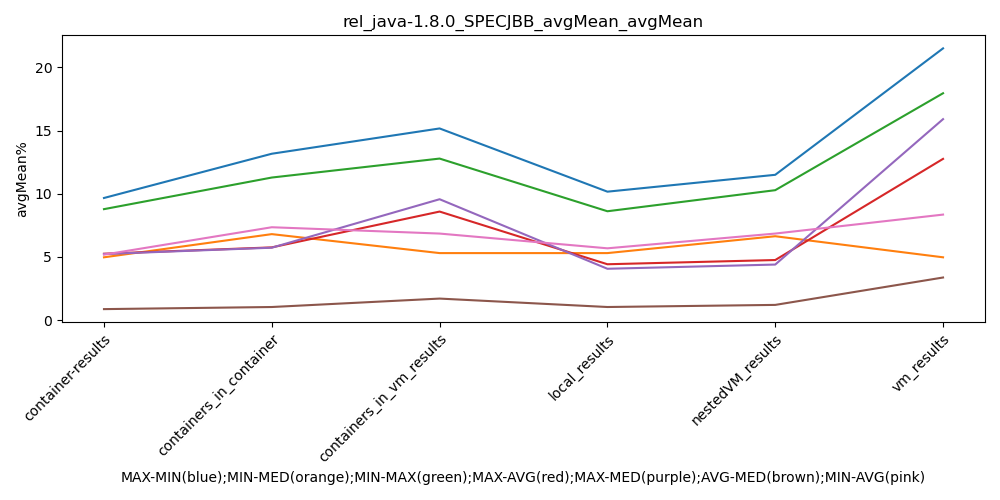 rel_java-1.8.0_SPECJBB_avgMean_avgMean
avgMean%
20
15
10
5
0
container-results
containers_in_container
containers_in_vm_results
local_results
nestedVM_results
vm_results
MAX-MIN(blue);MIN-MED(orange);MIN-MAX(green);MAX-AVG(red);MAX-MED(purple);AVG-MED(brown);MIN-AVG(pink)